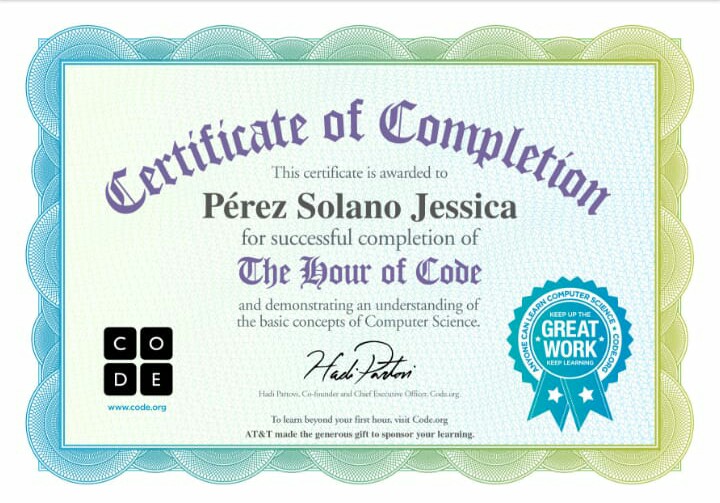 Certificate of Completion
This certificate is awarded to
Pérez Solano Jessica
for successful completion of
The Hour of Code
and demonstrating an understanding of
the basic concepts of Computer Science.
Hadi Partovi
Hadi Partovi, Co-founder and Chief Executive Officer, Code.org
To learn beyond your first hour, visit Code.org
AT&T made the generous gift to sponsor your learning.
C O
D E
www.code.org
ANYONE CAN LEARN COMPUTER SCIENCE • CODE.ORG
KEEP UP THE
GREAT
WORK
KEEP LEARNING